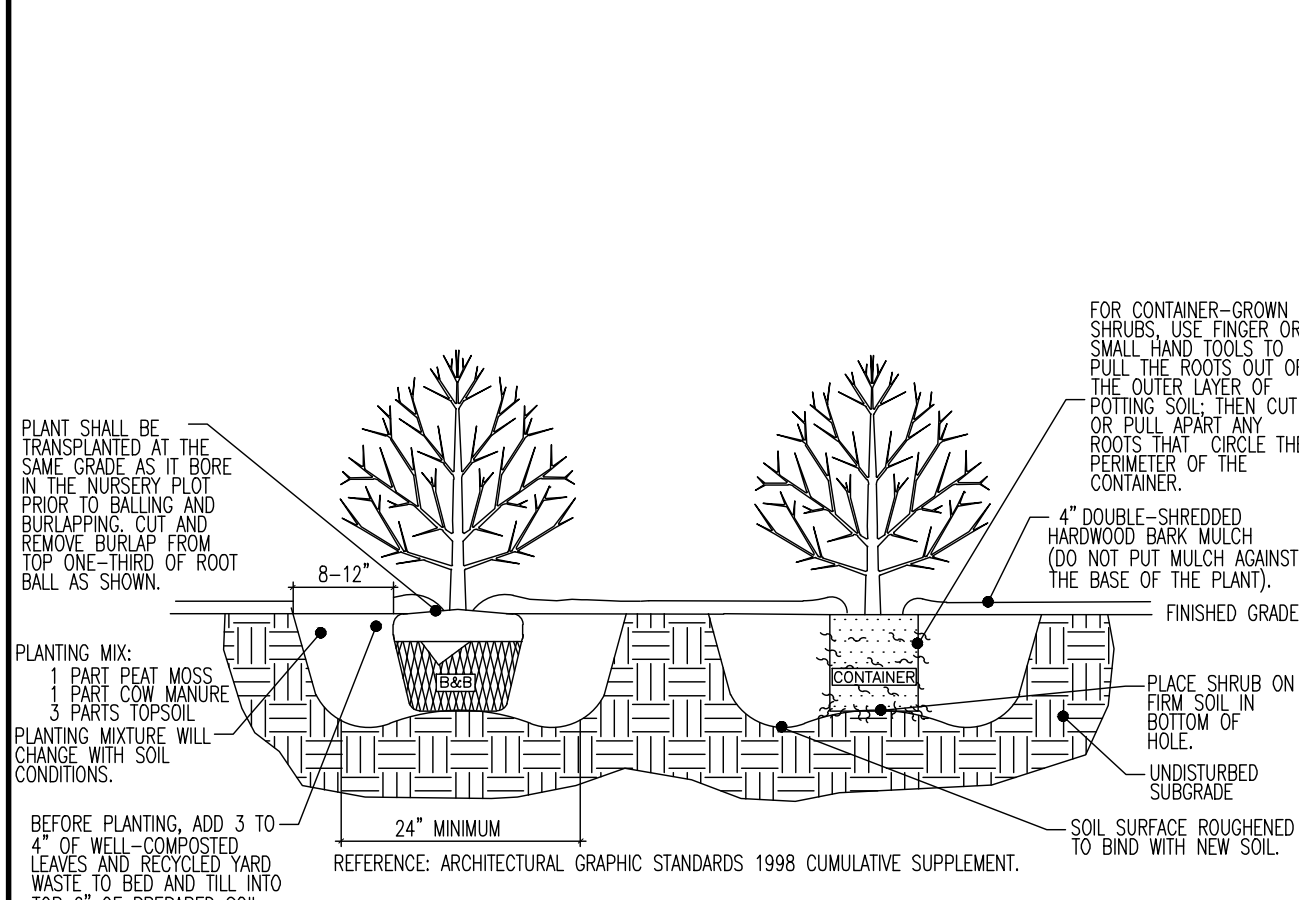 FOR CONTAINER-GROWN
SHRUBS, USE FINGER OR
SMALL HAND TOOLS TO
PULL THE ROOTS OUT OF
THE OUTER LAYER OF
POTTING SOIL; THEN CUT
OR PULL APART ANY
ROOTS THAT CIRCLE THE
PERIMETER OF THE
CONTAINER.
PLANT SHALL BE
TRANSPLANTED AT THE
SAME GRADE AS IT BORE
IN THE NURSERY PLOT
PRIOR TO BALLING AND
BURLAPPING. CUT AND
REMOVE BURLAP FROM
TOP ONE-THIRD OF ROOT
BALL AS SHOWN.
8-12"
4" DOUBLE-SHREDDED
HARDWOOD BARK MULCH
(DO NOT PUT MULCH AGAINST
THE BASE OF THE PLANT).
FINISHED GRADE
PLANTING MIX:
1 PART PEAT MOSS
1 PART COW MANURE
3 PARTS TOPSOIL
PLANTING MIXTURE WILL
CHANGE WITH SOIL
CONDITIONS.
B&B
CONTAINER
PLACE SHRUB ON
FIRM SOIL IN
BOTTOM OF
HOLE.
UNDISTURBED
SUBGRADE
SOIL SURFACE ROUGHENED
TO BIND WITH NEW SOIL.
BEFORE PLANTING, ADD 3 TO
4" OF WELL-COMPOSTED
LEAVES AND RECYCLED YARD
WASTE TO BED AND TILL INTO
TOP 6" OF PREPARED SOIL
24" MINIMUM
REFERENCE: ARCHITECTURAL GRAPHIC STANDARDS 1998 CUMULATIVE SUPPLEMENT.